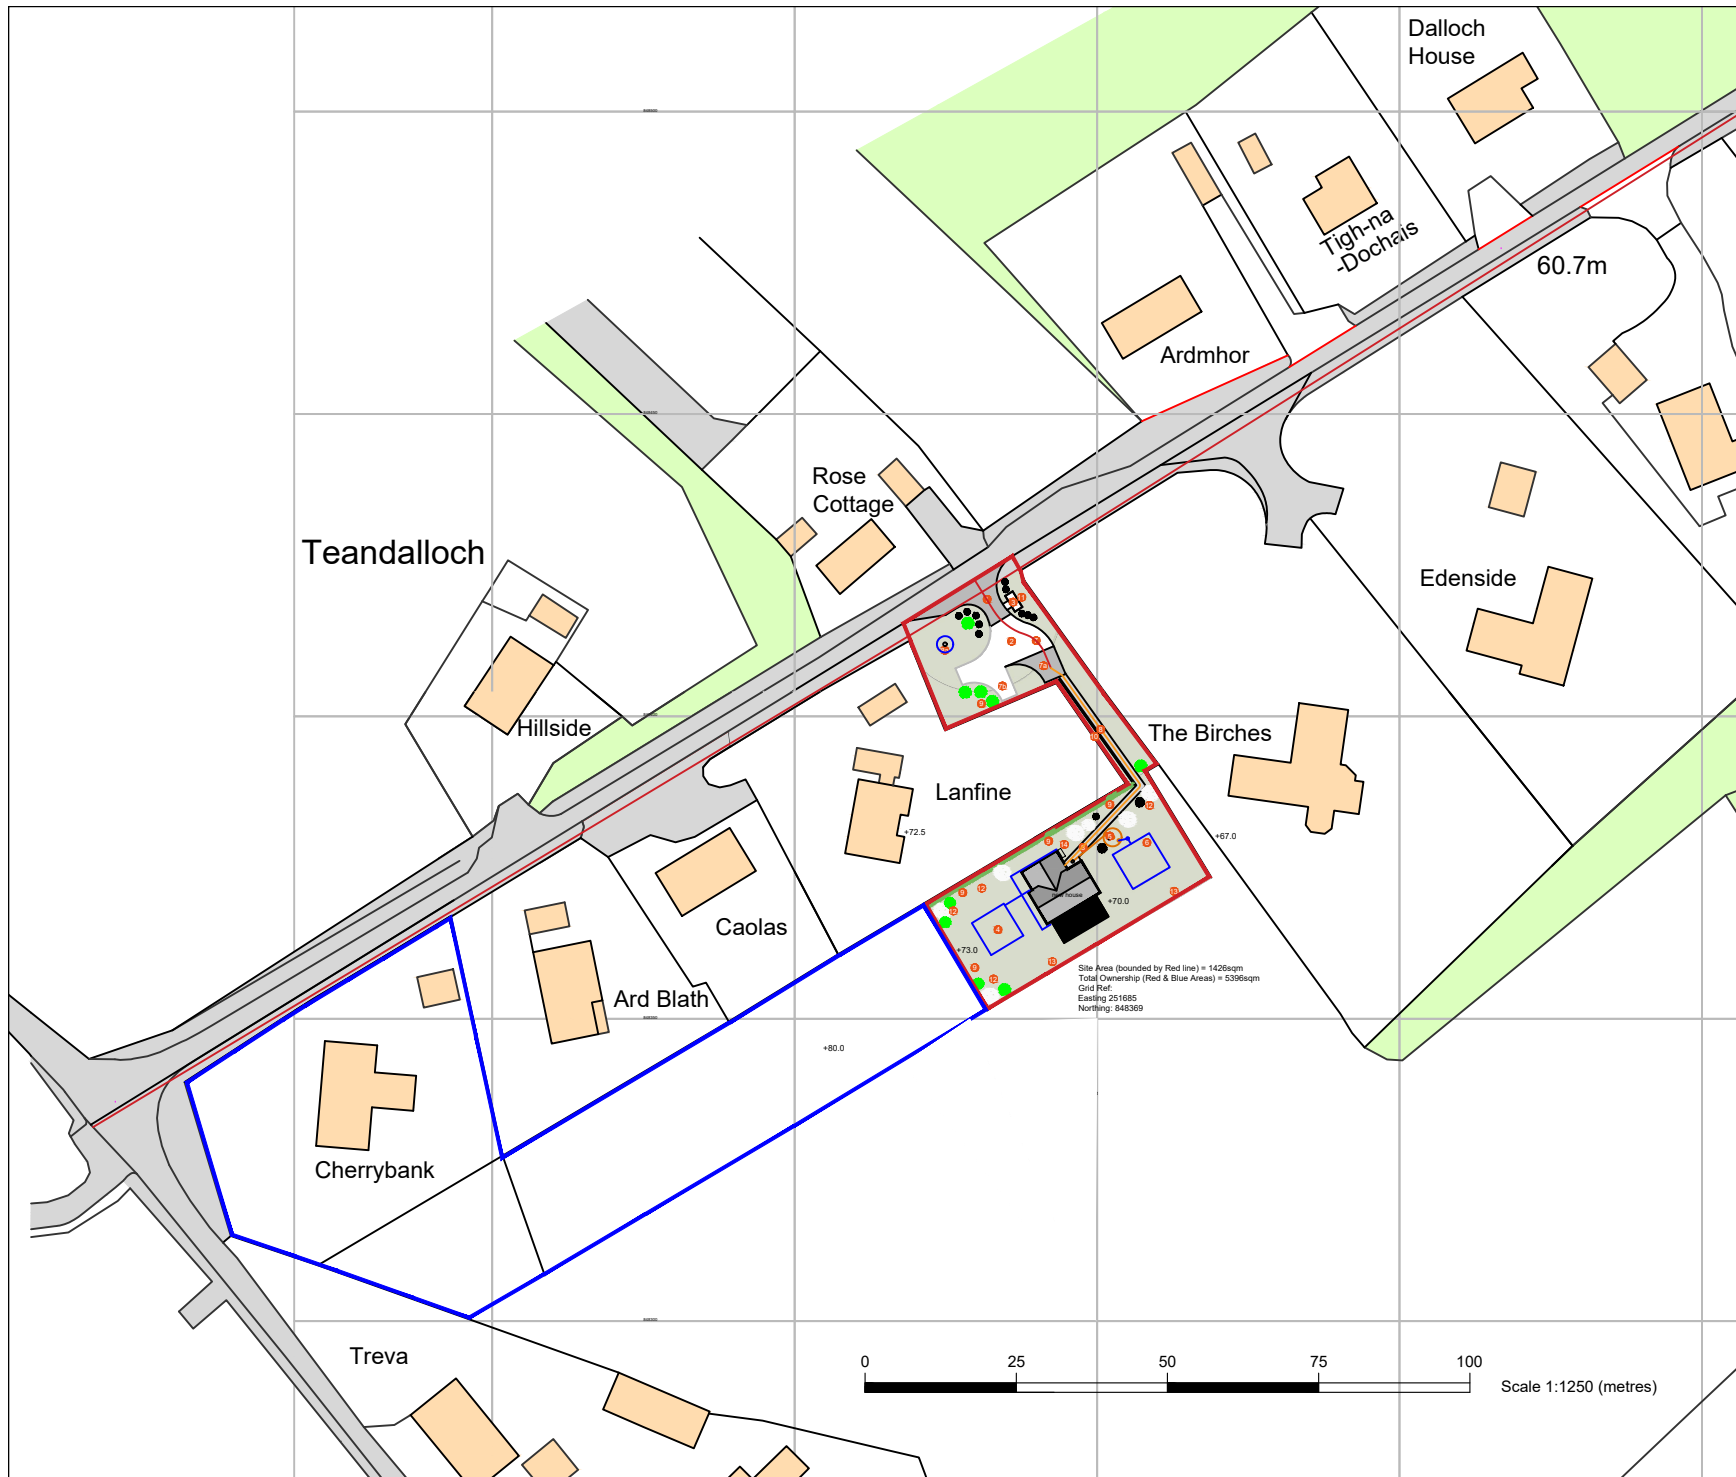 Dalloch
House
Tigh-na
-Dochais
60.7m
Ardmhor
Rose
Cottage
Teandalloch
Edenside
Hillside
The Birches
Lanfine
+72.5
+67.0
new house
+70.0
Caolas
+73.0
Site Area (bounded by Red line) = 1426sqm
Total Ownership (Red & Blue Areas) = 5396sqm
Grid Ref:
Easting 251685
Northing: 848369
Ard Blath
+80.0
Cherrybank
Treva
0 25 50 75 100
Scale 1:1250 (metres)